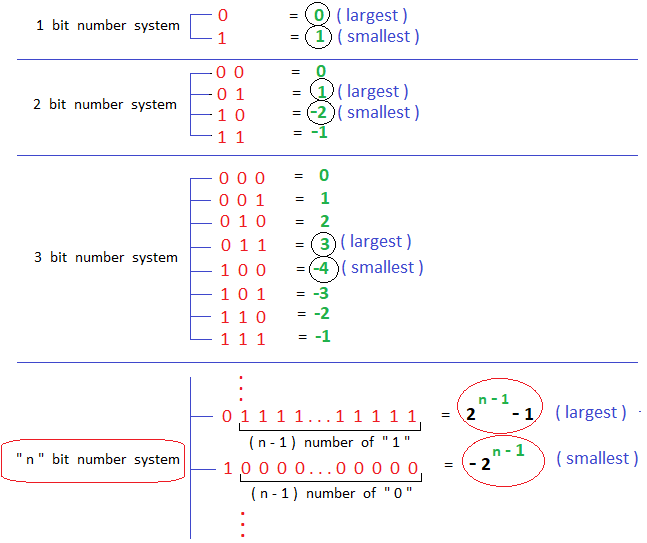 1 bit number system
0 = 0 ( largest )
1 = 1 ( smallest )
2 bit number system
0 0 = 0
0 1 = 1 ( largest )
1 0 = -2 ( smallest )
1 1 = -1
3 bit number system
0 0 0 = 0
0 0 1 = 1
0 1 0 = 2
0 1 1 = 3 ( largest )
1 0 0 = -4 ( smallest )
1 0 1 = -3
1 1 0 = -2
1 1 1 = -1
" n " bit number system
0 1 1 1 1 . . . 1 1 1 1 1 = 2^n - 1 - 1 ( largest )
( n - 1 ) number of " 1 "
1 0 0 0 0 . . . 0 0 0 0 0 = - 2^n - 1 ( smallest )
( n - 1 ) number of " 0 "